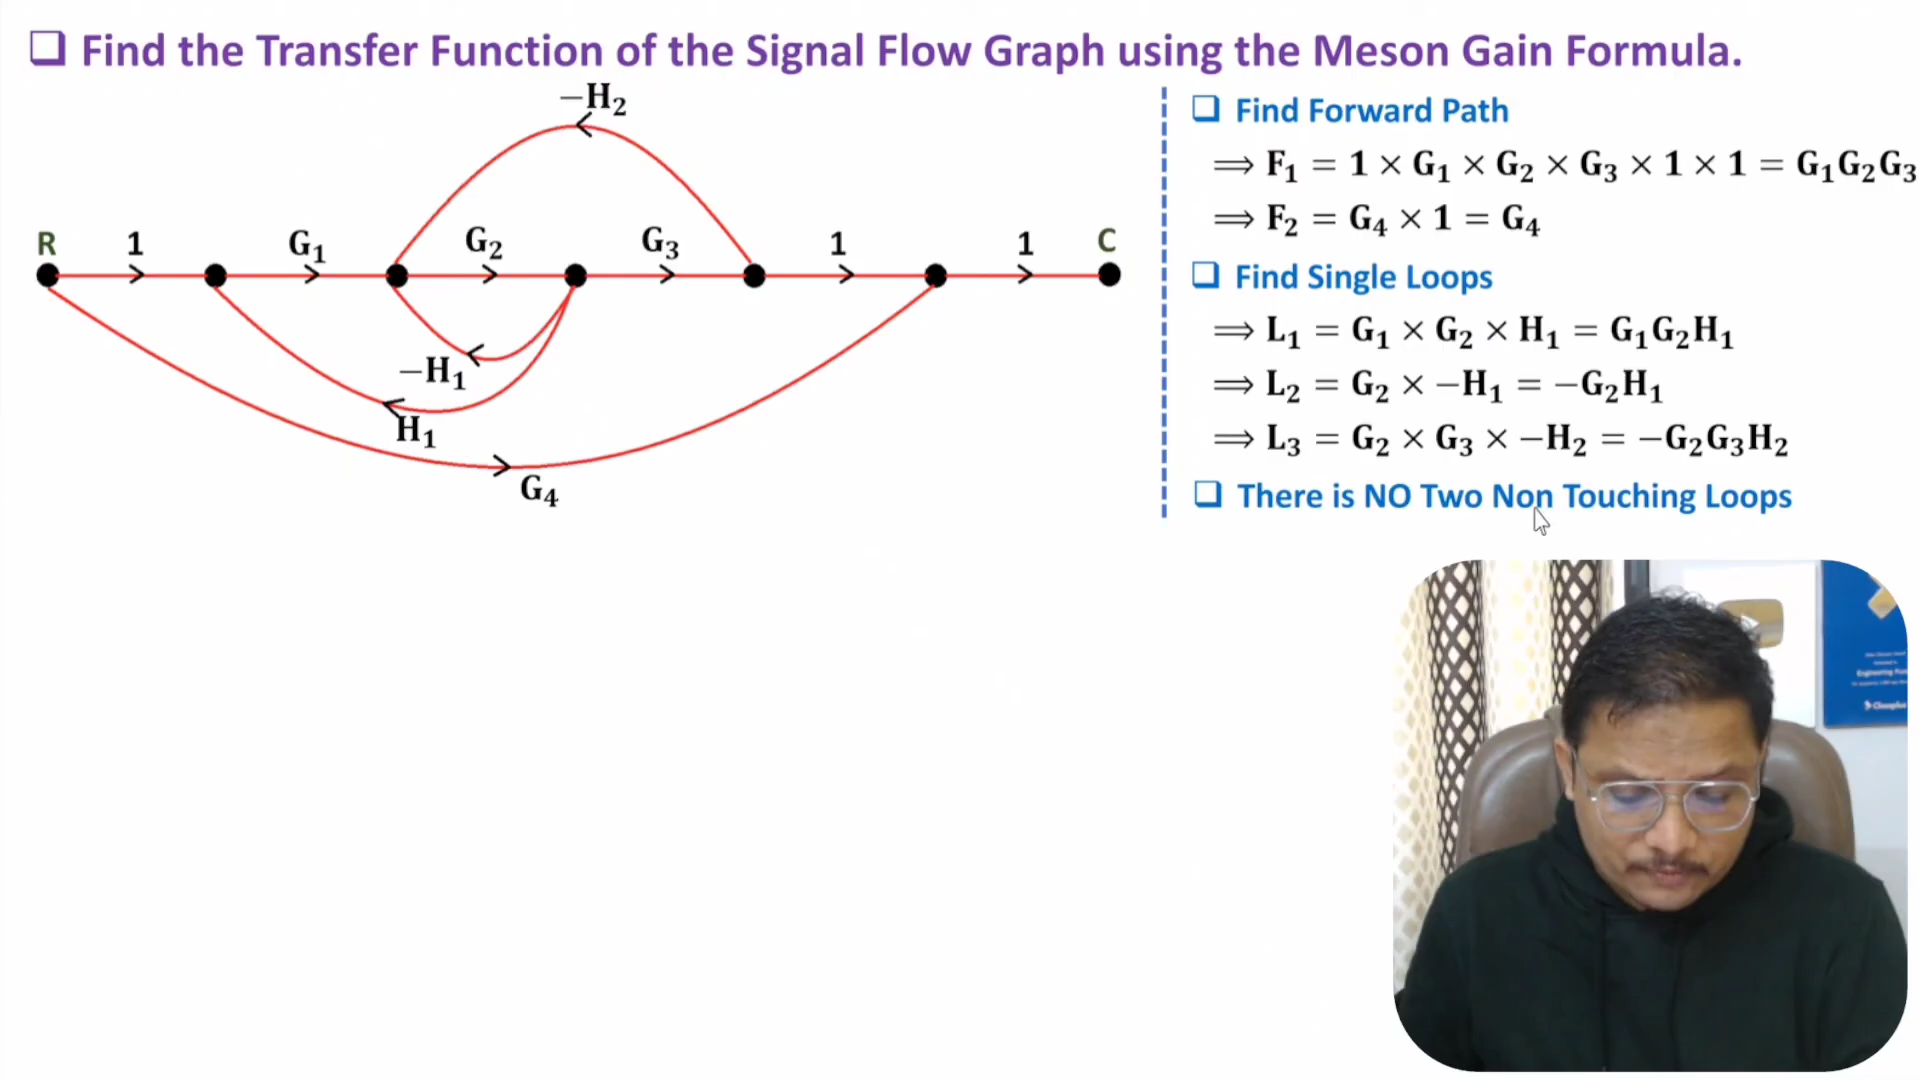 ❑ Find the Transfer Function of the Signal Flow Graph using the Meson Gain Formula.
−H₂
R 1 G₁ G₂ G₃ 1 1 C
−H₁
H₁
G₄
❑ Find Forward Path
⟹ F₁ = 1 × G₁ × G₂ × G₃ × 1 × 1 = G₁G₂G₃
⟹ F₂ = G₄ × 1 = G₄
❑ Find Single Loops
⟹ L₁ = G₁ × G₂ × H₁ = G₁G₂H₁
⟹ L₂ = G₂ × −H₁ = −G₂H₁
⟹ L₃ = G₂ × G₃ × −H₂ = −G₂G₃H₂
❑ There is NO Two Non Touching Loops